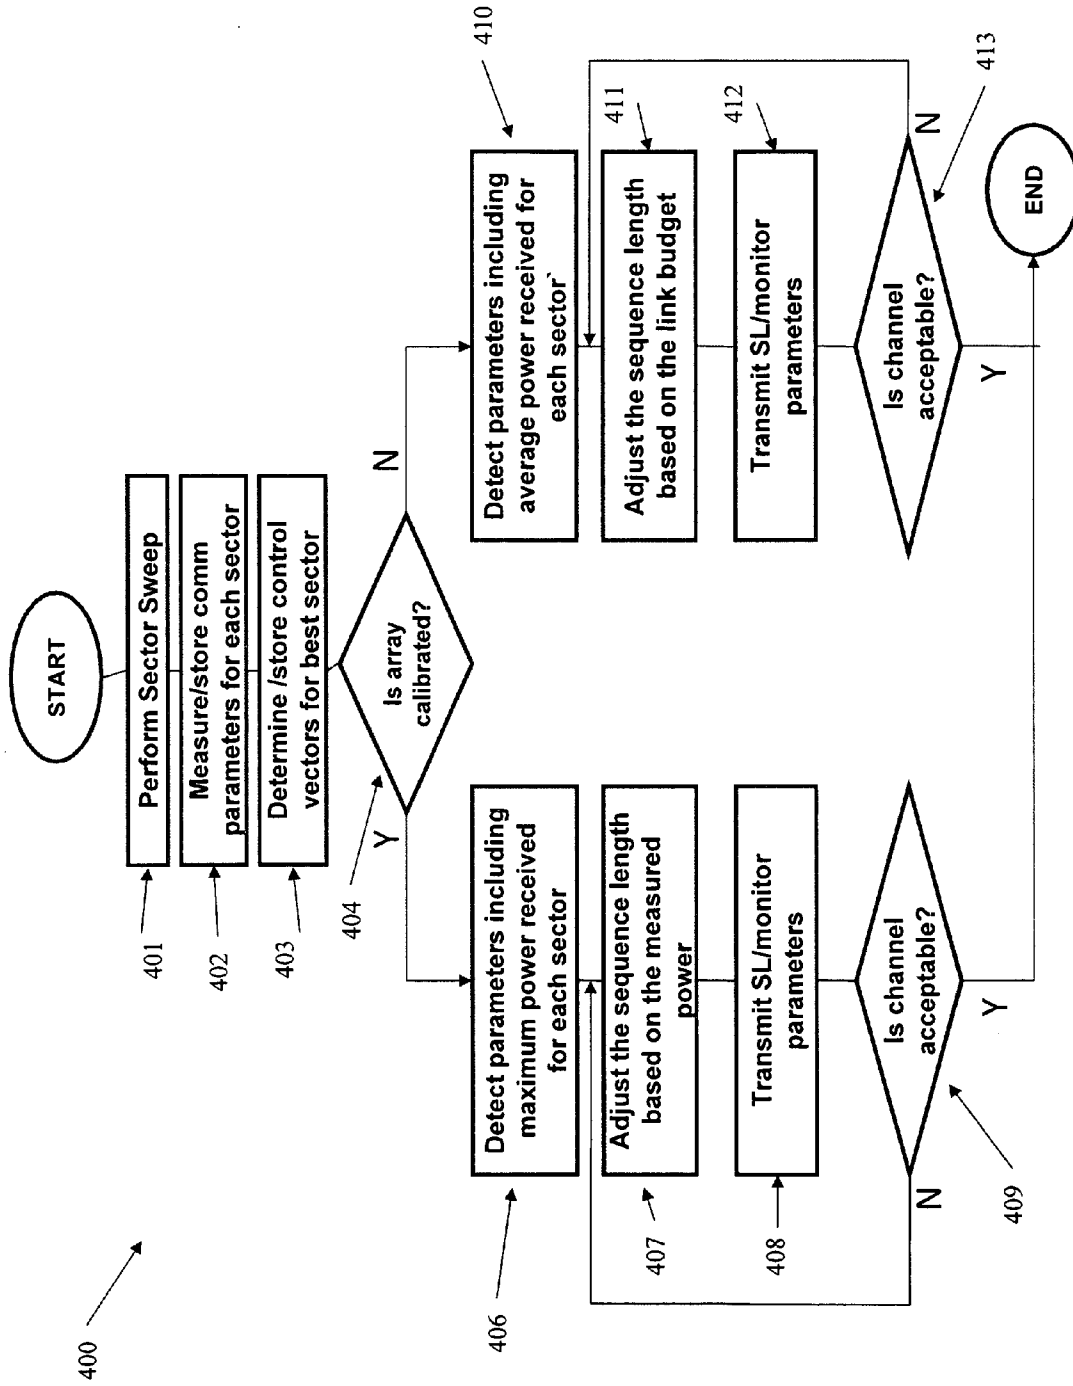 400
START
401
Perform Sector Sweep
402
Measure/store comm
parameters for each sector
403
Determine /store control
vectors for best sector
404
Is array
calibrated?
Y
N
406
Detect parameters including
maximum power received
for each sector
407
Adjust the sequence length
based on the measured
power
408
Transmit SL/monitor
parameters
409
Is channel
acceptable?
N
Y
410
Detect parameters including
average power received for
each sector`
411
Adjust the sequence length
based on the link budget
412
Transmit SL/monitor
parameters
413
Is channel
acceptable?
N
Y
END